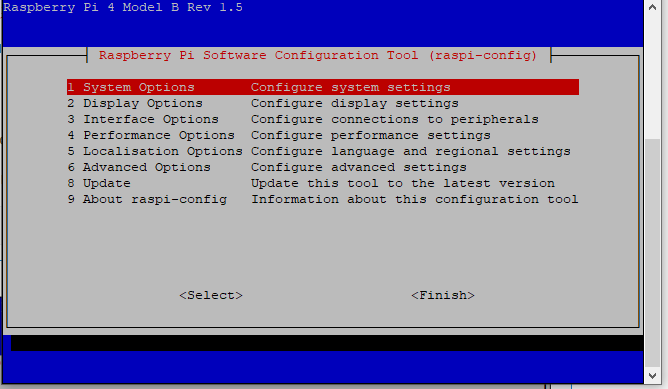 Raspberry Pi 4 Model B Rev 1.5
Raspberry Pi Software Configuration Tool (raspi-config)
1 System Options Configure system settings
2 Display Options Configure display settings
3 Interface Options Configure connections to peripherals
4 Performance Options Configure performance settings
5 Localisation Options Configure language and regional settings
6 Advanced Options Configure advanced settings
8 Update Update this tool to the latest version
9 About raspi-config Information about this configuration tool
<Select> <Finish>